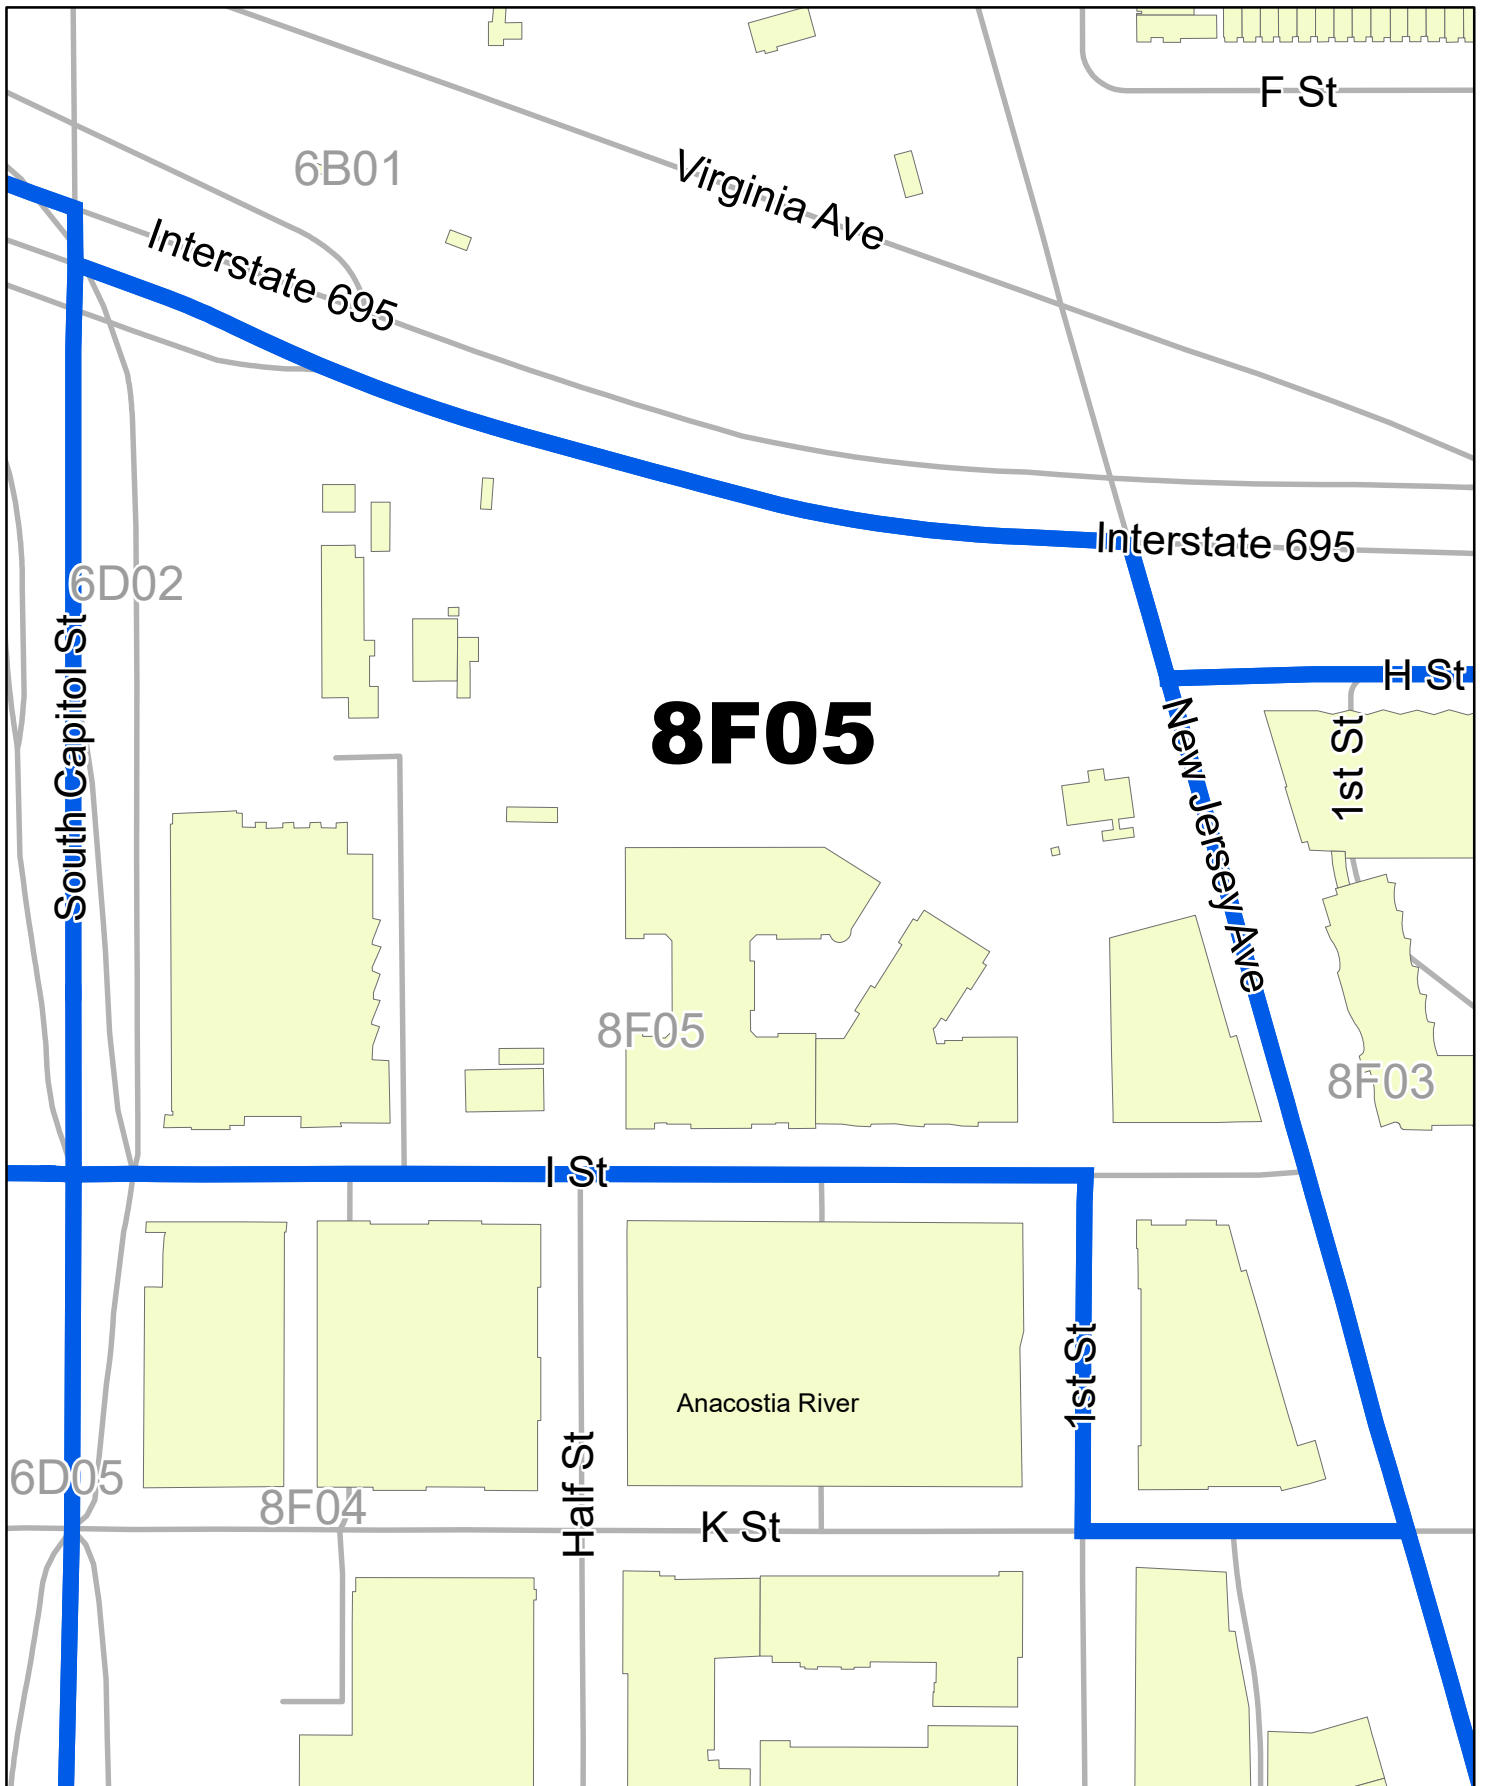 F St
6B01
Virginia Ave
Interstate 695
Interstate 695
6D02
H St
South Capitol St
8F05
New Jersey Ave
1st St
8F05
8F03
I St
1st St
Anacostia River
Half St
6D05
8F04
K St